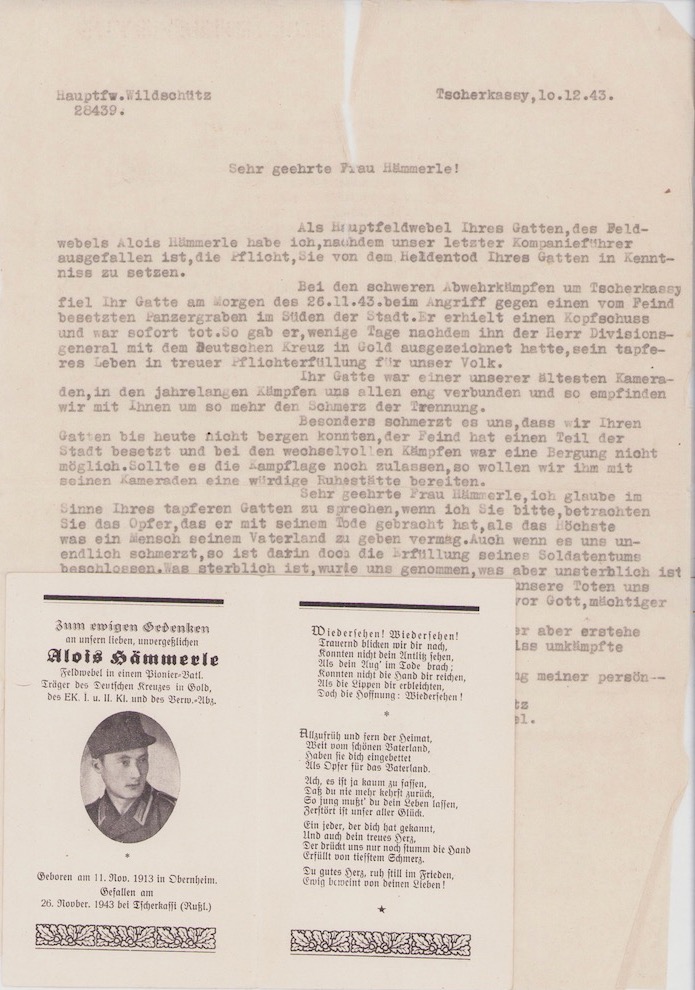 Hauptfw.Wildschütz
28439.
Tscherkassy,lo.12.43.
Sehr geehrte Frau Hämmerle!
Als Hauptfeldwebel Ihres Gatten,des Feld-
webels Alois Hämmerle habe ich,nachdem unser letzter Kompanieführer
ausgefallen ist,die Pflicht,Sie von dem Heldentod Ihres Gatten in Kennt-
niss zu setzen.
Bei den schweren Abwehrkämpfen um Tscherkassy
fiel Ihr Gatte am Morgen des 26.11.43.beim Angriff gegen einen vom Feind
besetzten Panzergraben im Süden der Stadt.Er erhielt einen Kopfschuss
und war sofort tot.So gab er,wenige Tage nachdem ihn der Herr Divisions-
general mit dem Deutschen Kreuz in Gold ausgezeichnet hatte,sein tapfe-
res Leben in treuer Pflichterfüllung für unser Volk.
Ihr Gatte war einer unserer ältesten Kamera-
den,in den jahrelangen Kämpfen uns allen eng verbunden und so empfinden
wir mit Ihnen um so mehr den Schmerz der Trennung.
Besonders schmerzt es uns,dass wir Ihren
Gatten bis heute nicht bergen konnten,der Feind hat einen Teil der
Stadt besetzt und bei den wechselvollen Kämpfen war eine Bergung nicht
möglich.Sollte es die Kampflage noch zulassen,so wollen wir ihm mit
seinen Kameraden eine würdige Ruhestätte bereiten.
Sehr geehrte Frau Hämmerle,ich glaube im
Sinne Ihres tapferen Gatten zu sprechen,wenn ich Sie bitte,betrachten
Sie das Opfer,das er mit seinem Tode gebracht hat,als das Höchste
was ein Mensch seinem Vaterland zu geben vermag.Auch wenn es uns un-
endlich schmerzt,so ist darin doch die Erfüllung seines Soldatentums
beschlossen.Was sterblich ist,wurde uns genommen,was aber unsterblich ist
unsere Toten uns
vor Gott,mächtiger
er aber erstehe
umkämpfte
ng meiner persön--
tz
el.
Zum ewigen Gedenken
an unsern lieben, unvergeßlichen
Alois Hämmerle
Feldwebel in einem Pionier-Batl.
Träger des Deutschen Kreuzes in Gold,
des EK. I. u. II. Kl. und des Verw.-Abz.
*
Geboren am 11. Nov. 1913 in Obernheim.
Gefallen am
26. Novber. 1943 bei Tscherkassi (Rußl.)
Wiedersehen! Wiedersehen!
Trauernd blicken wir dir nach,
Konnten nicht dein Antlitz sehen,
Als dein Aug' im Tode brach;
Konnten nicht die Hand dir reichen,
Als die Lippen dir erbleichten,
Doch die Hoffnung: Wiedersehen!
*
Allzufrüh und fern der Heimat,
Weit vom schönen Vaterland,
Haben sie dich eingebettet
Als Opfer für das Vaterland.
Ach, es ist ja kaum zu fassen,
Daß du nie mehr kehrst zurück,
So jung mußt' du dein Leben lassen,
Zerstört ist unser aller Glück.
Ein jeder, der dich hat gekannt,
Und auch dein treues Herz,
Der drückt uns nur noch stumm die Hand
Erfüllt von tiefstem Schmerz.
Du gutes Herz, ruh still im Frieden,
Ewig beweint von deinen Lieben!
★